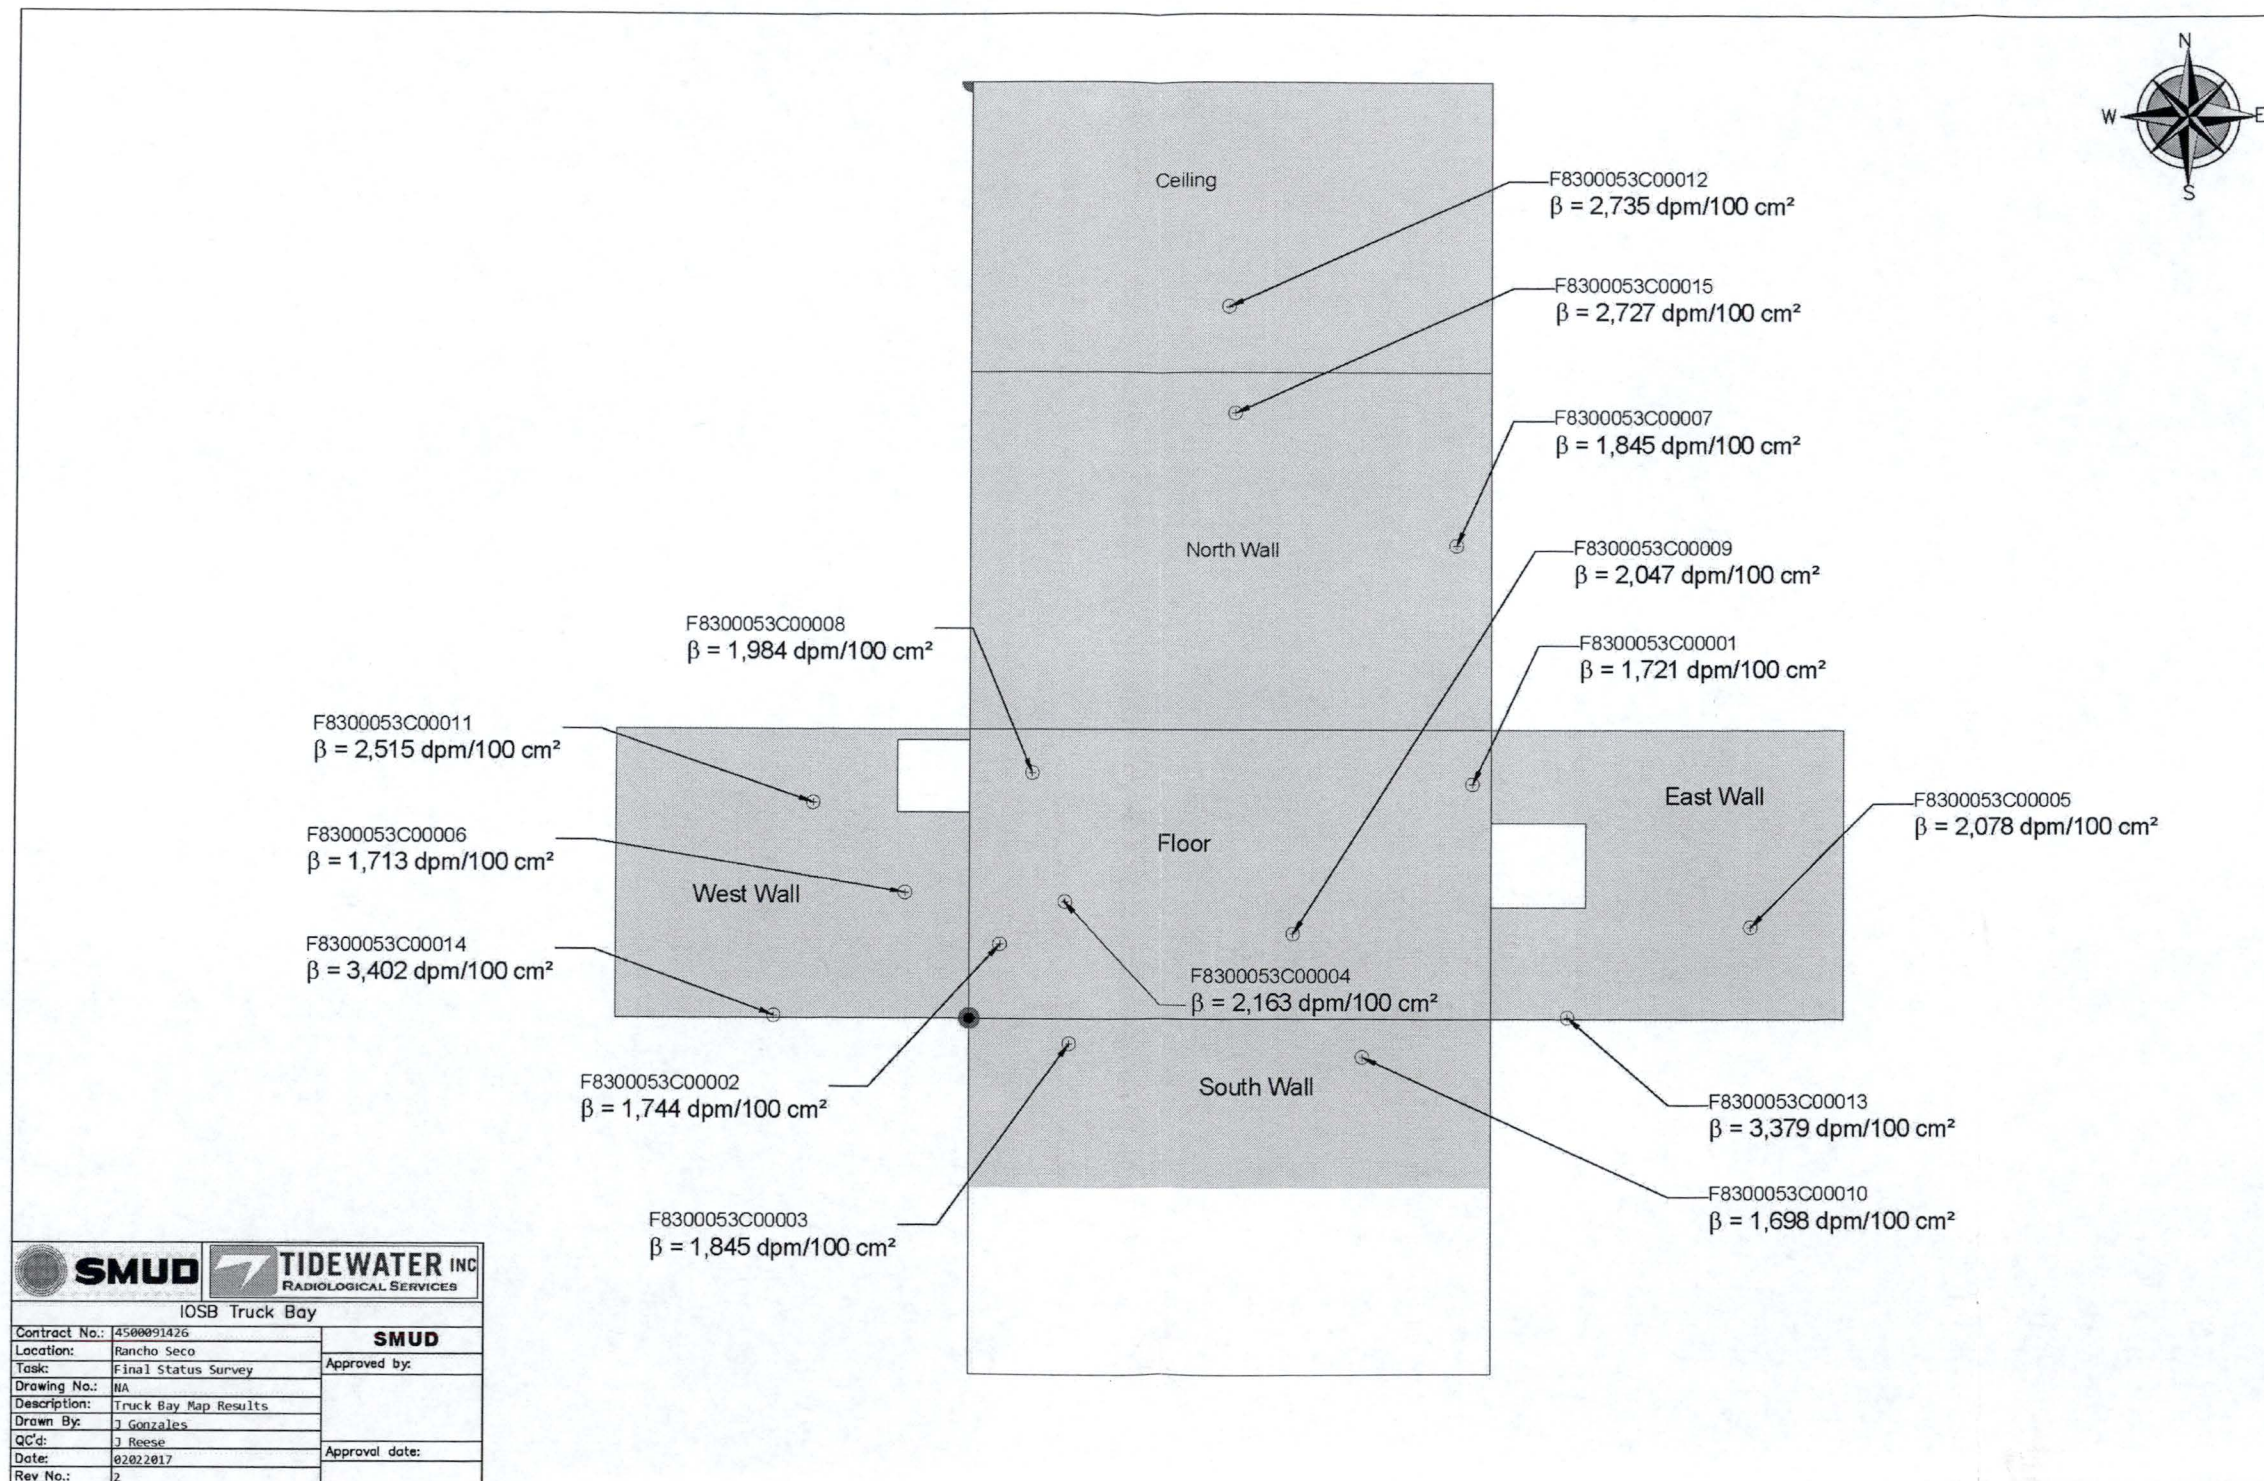 N
W
E
S
Ceiling
F8300053C00012
β = 2,735 dpm/100 cm²
F8300053C00015
β = 2,727 dpm/100 cm²
F8300053C00007
β = 1,845 dpm/100 cm²
North Wall
F8300053C00009
β = 2,047 dpm/100 cm²
F8300053C00008
β = 1,984 dpm/100 cm²
F8300053C00001
β = 1,721 dpm/100 cm²
F8300053C00011
β = 2,515 dpm/100 cm²
East Wall
F8300053C00005
β = 2,078 dpm/100 cm²
F8300053C00006
β = 1,713 dpm/100 cm²
Floor
West Wall
F8300053C00014
β = 3,402 dpm/100 cm²
F8300053C00004
β = 2,163 dpm/100 cm²
F8300053C00002
β = 1,744 dpm/100 cm²
South Wall
F8300053C00013
β = 3,379 dpm/100 cm²
F8300053C00003
β = 1,845 dpm/100 cm²
F8300053C00010
β = 1,698 dpm/100 cm²
SMUD
TIDEWATER INC
RADIOLOGICAL SERVICES
IOSB Truck Bay
Contract No.: 4500091426
SMUD
Location: Rancho Seco
Task: Final Status Survey
Approved by:
Drawing No.: NA
Description: Truck Bay Map Results
Drawn By: J Gonzales
QC'd: J Reese
Approval date:
Date: 02022017
Rev No.: 2